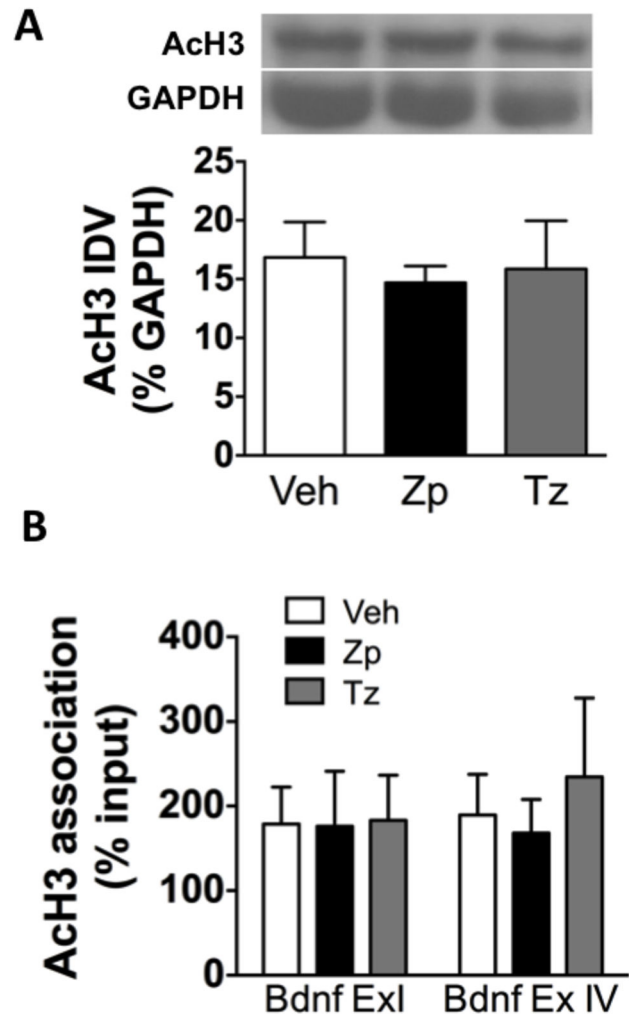 A
AcH3
GAPDH
AcH3 IDV
(% GAPDH)
25
20
15
10
5
0
Veh Zp Tz
B
AcH3 association
(% input)
400
300
200
100
0
Veh
Zp
Tz
Bdnf ExI Bdnf Ex IV